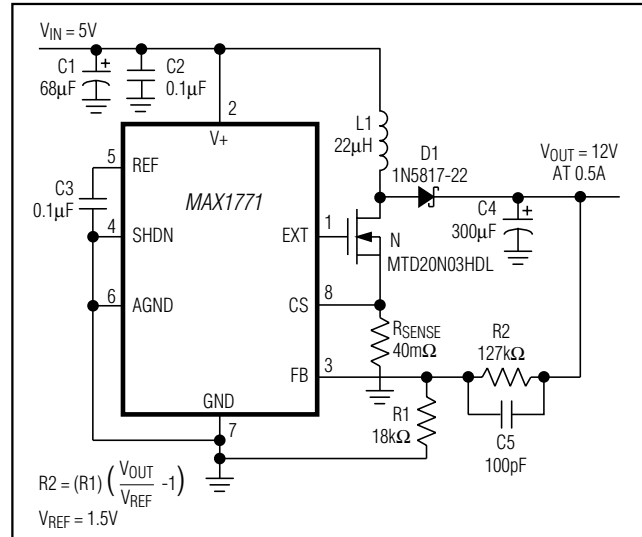 V_IN = 5V
C1
68µF
+
C2
0.1µF
2
V+
L1
22µH
D1
1N5817-22
V_OUT = 12V
AT 0.5A
5
REF
MAX1771
C3
0.1µF
4
SHDN
EXT
1
N
MTD20N03HDL
C4
300µF
+
6
AGND
CS
8
R_SENSE
40mΩ
R2
127kΩ
FB
3
GND
7
R1
18kΩ
C5
100pF
R2 = (R1) (V_OUT/V_REF -1)
V_REF = 1.5V